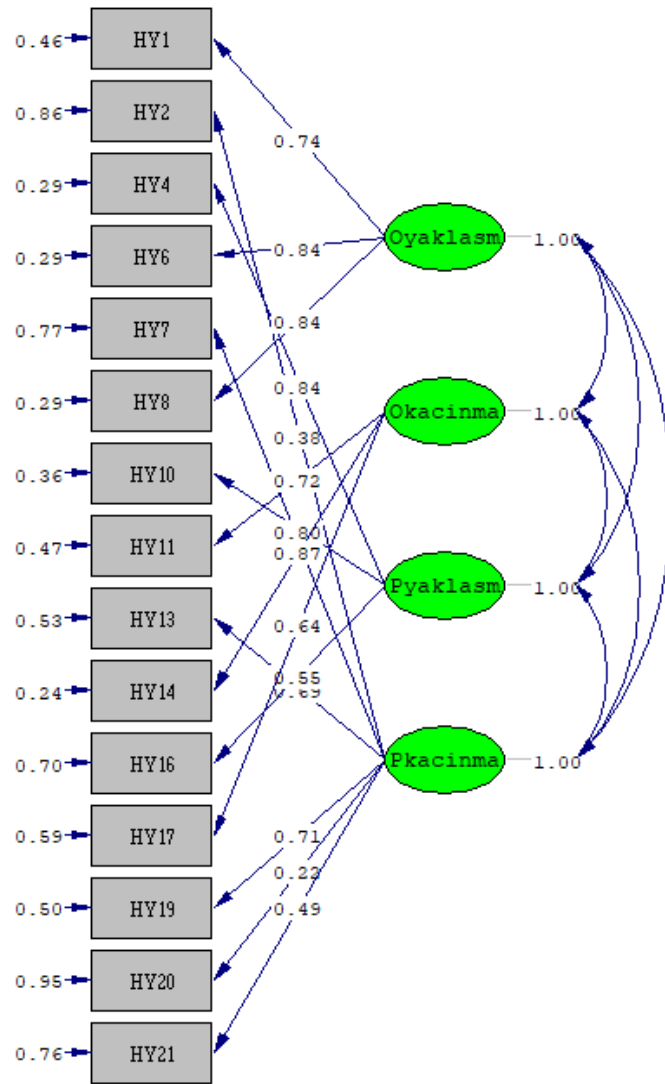 0.46 HY1
0.86 HY2
0.74
0.29 HY4
Oyaklasm 1.00
0.29 HY6 0.84
0.77 HY7 0.84
0.29 HY8 0.84
Okacinma 1.00
0.38
0.36 HY10 0.72
0.47 HY11 0.80
0.87
Pyaklasm 1.00
0.53 HY13 0.64
0.24 HY14 0.55
0.69
0.70 HY16
Pkacinma 1.00
0.59 HY17 0.71
0.23
0.50 HY19 0.49
0.95 HY20
0.76 HY21